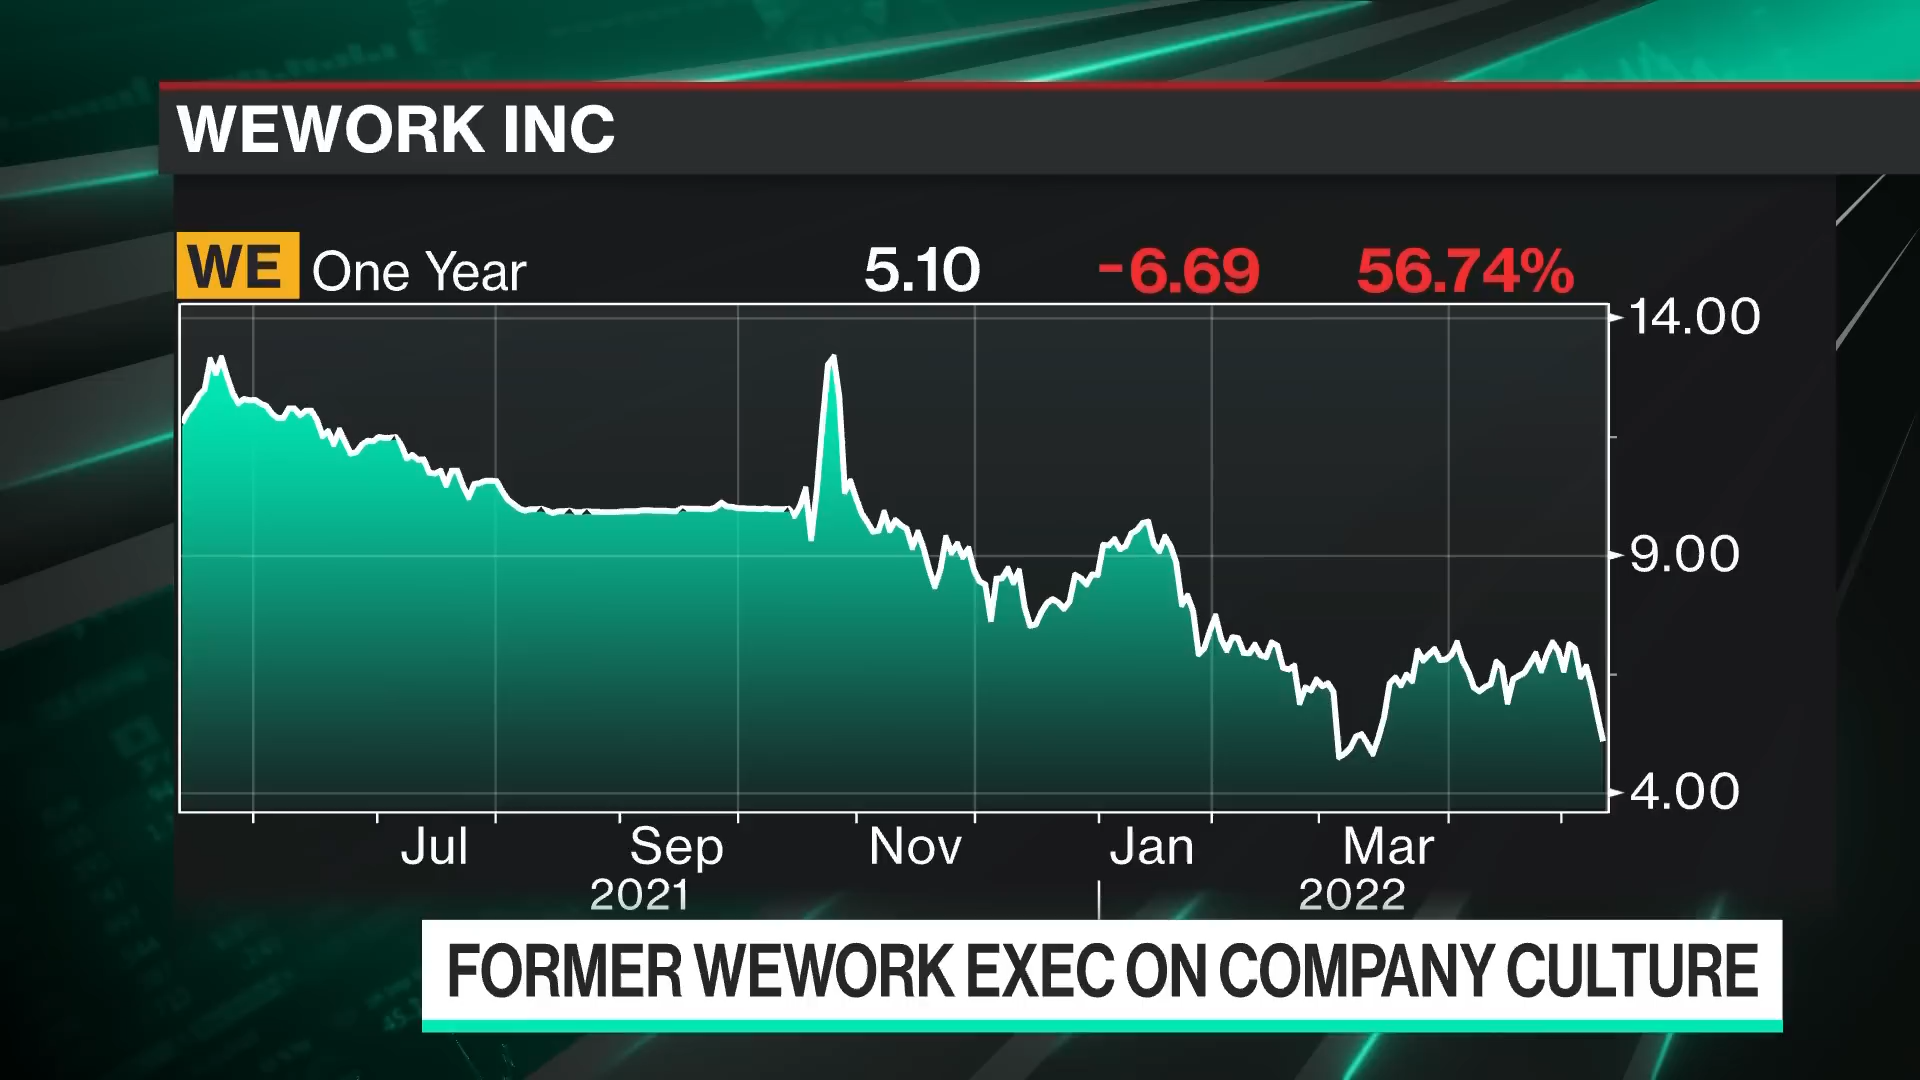 WEWORK INC
WE One Year 5.10 -6.69 56.74%
14.00
9.00
4.00
Jul Sep Nov Jan Mar
2021 2022
FORMER WEWORK EXEC ON COMPANY CULTURE